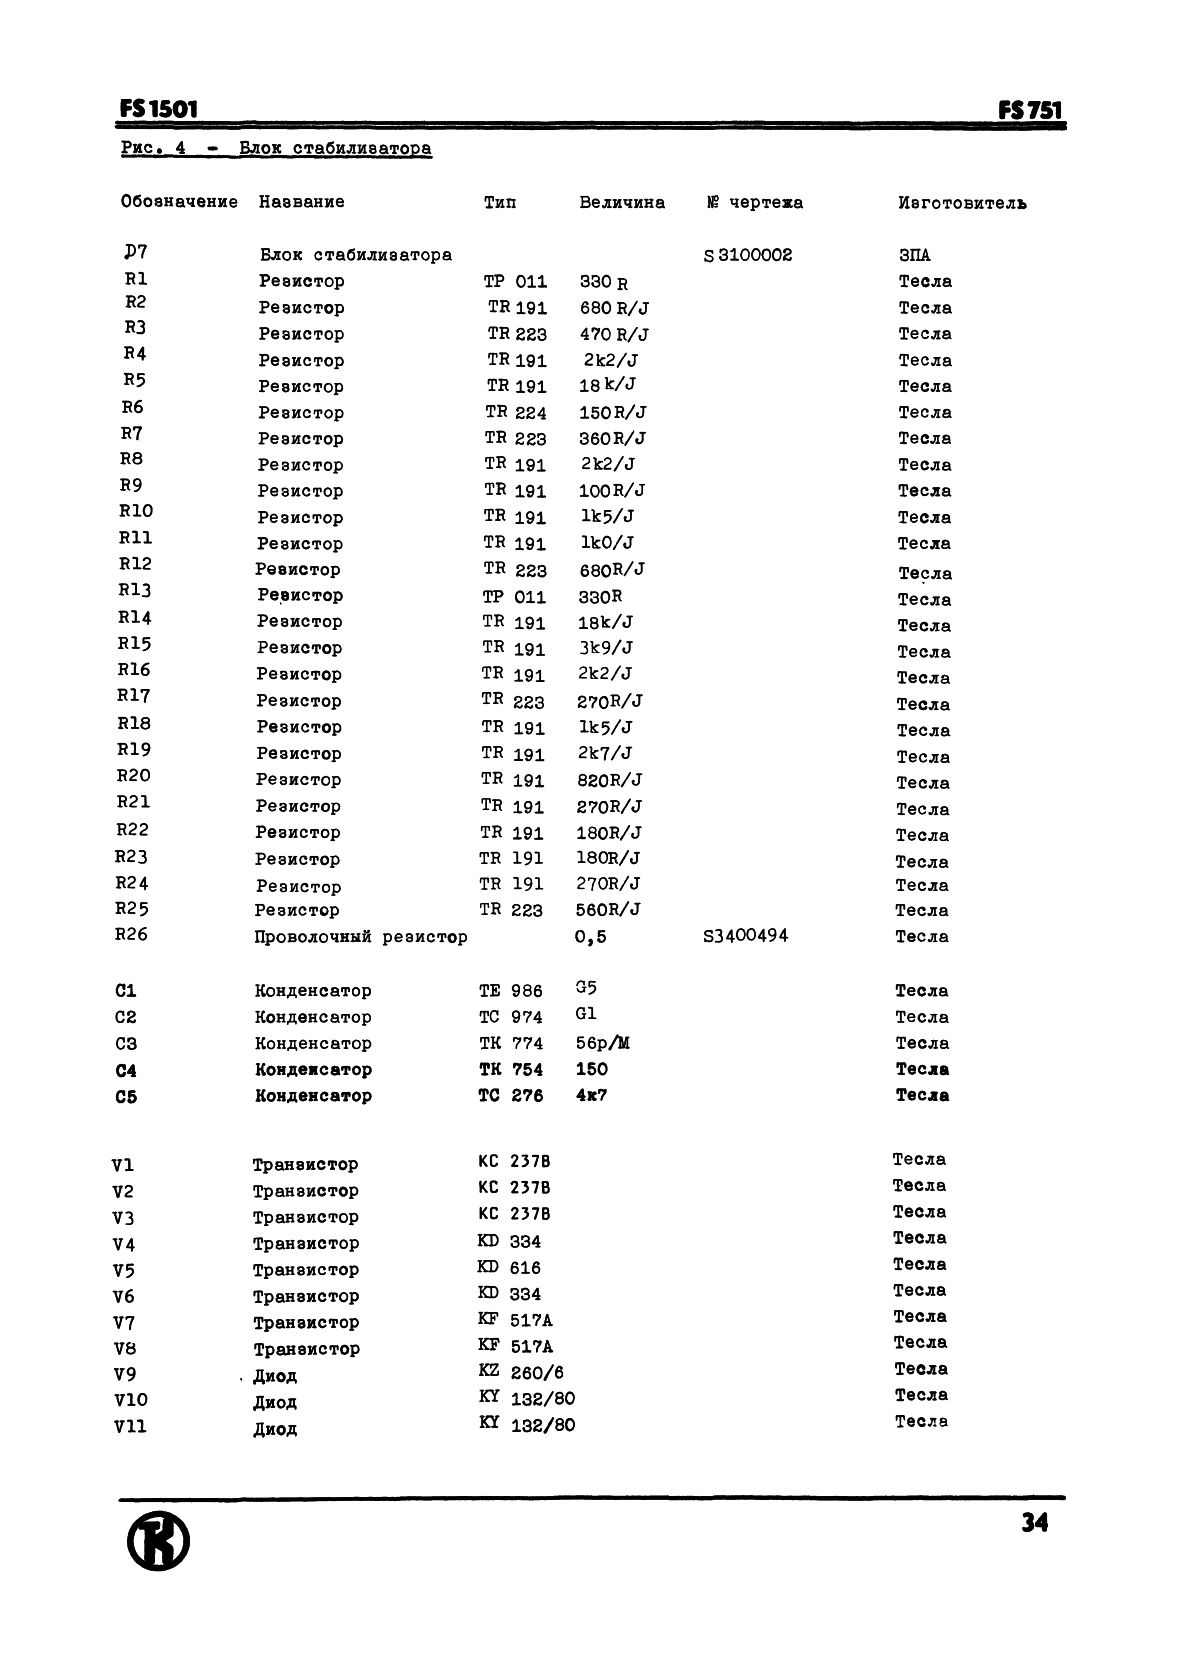 FS1501 FS751
Рис. 4 - Блок стабилизатора
Обозначение Название Тип Величина № чертежа Изготовитель
D7 Блок стабилизатора S3100002 ЗПА
R1 Резистор TP 011 330 R Тесла
R2 Резистор TR 191 680 R/J Тесла
R3 Резистор TR 223 470 R/J Тесла
R4 Резистор TR 191 2k2/J Тесла
R5 Резистор TR 191 18k/J Тесла
R6 Резистор TR 224 150R/J Тесла
R7 Резистор TR 223 360R/J Тесла
R8 Резистор TR 191 2k2/J Тесла
R9 Резистор TR 191 100R/J Тесла
R10 Резистор TR 191 1k5/J Тесла
R11 Резистор TR 191 1k0/J Тесла
R12 Резистор TR 223 680R/J Тесла
R13 Резистор TP 011 330R Тесла
R14 Резистор TR 191 18k/J Тесла
R15 Резистор TR 191 3k9/J Тесла
R16 Резистор TR 191 2k2/J Тесла
R17 Резистор TR 223 270R/J Тесла
R18 Резистор TR 191 1k5/J Тесла
R19 Резистор TR 191 2k7/J Тесла
R20 Резистор TR 191 820R/J Тесла
R21 Резистор TR 191 270R/J Тесла
R22 Резистор TR 191 180R/J Тесла
R23 Резистор TR 191 180R/J Тесла
R24 Резистор TR 191 270R/J Тесла
R25 Резистор TR 223 560R/J Тесла
R26 Проволочный резистор 0,5 S3400494 Тесла
C1 Конденсатор TE 986 G5 Тесла
C2 Конденсатор TC 974 G1 Тесла
C3 Конденсатор TK 774 56p/M Тесла
C4 Конденсатор TK 754 150 Тесла
C5 Конденсатор TC 276 4к7 Тесла
V1 Транзистор KC 237B Тесла
V2 Транзистор KC 237B Тесла
V3 Транзистор KC 237B Тесла
V4 Транзистор KD 334 Тесла
V5 Транзистор KD 616 Тесла
V6 Транзистор KD 334 Тесла
V7 Транзистор KF 517A Тесла
V8 Транзистор KF 517A Тесла
V9 Диод KZ 260/6 Тесла
V10 Диод KY 132/80 Тесла
V11 Диод KY 132/80 Тесла
34